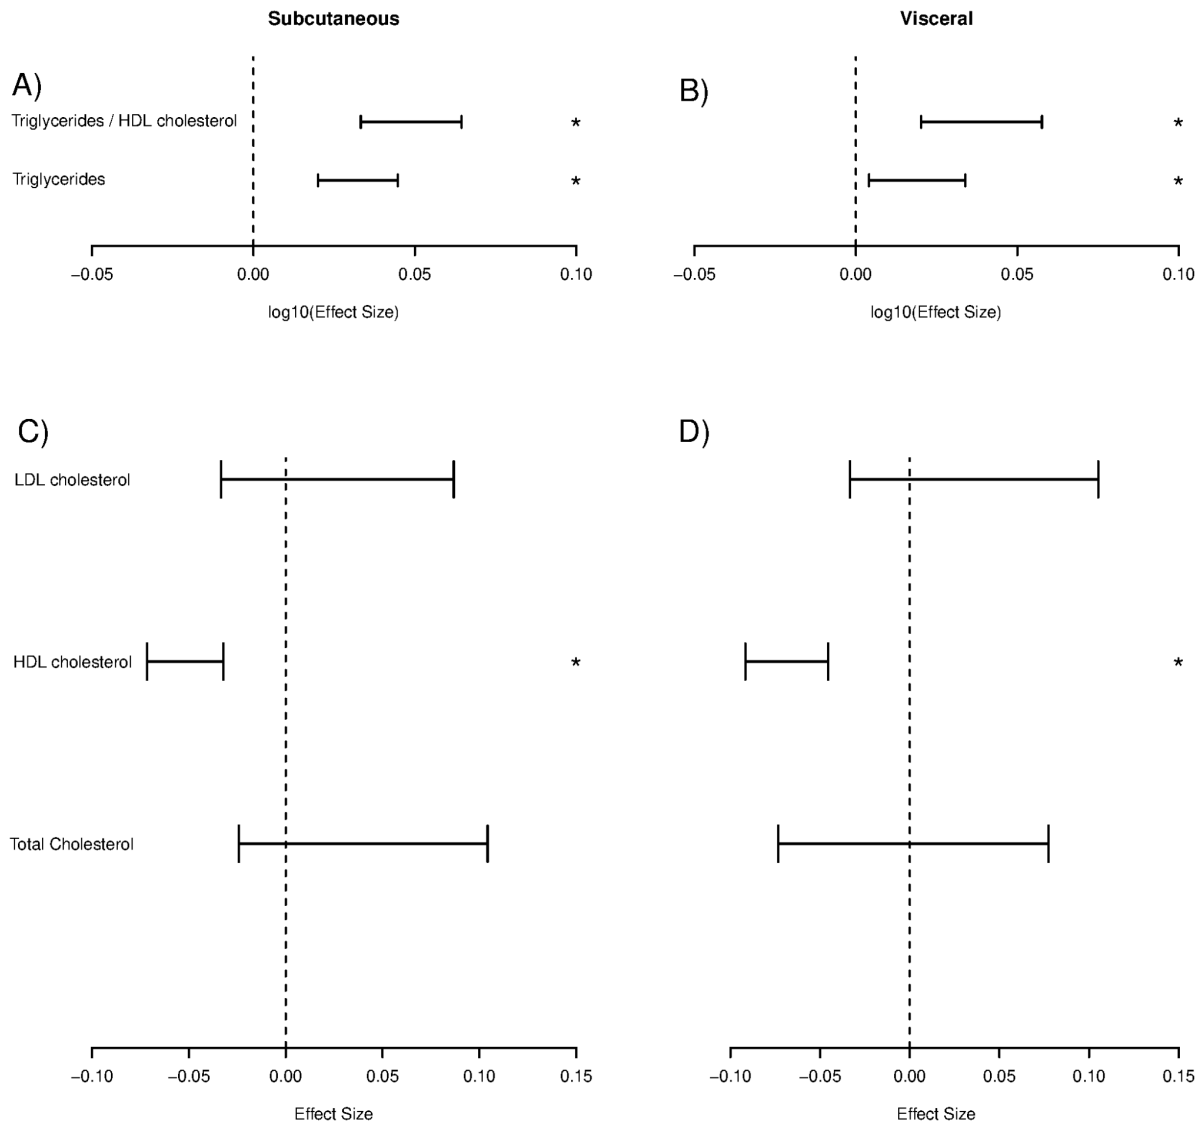 Subcutaneous
Visceral
A)
B)
Triglycerides / HDL cholesterol
*
*
Triglycerides
*
*
−0.05 0.00 0.05 0.10
−0.05 0.00 0.05 0.10
log10(Effect Size)
log10(Effect Size)
C)
D)
LDL cholesterol
HDL cholesterol
*
*
Total Cholesterol
−0.10 −0.05 0.00 0.05 0.10 0.15
−0.10 −0.05 0.00 0.05 0.10 0.15
Effect Size
Effect Size